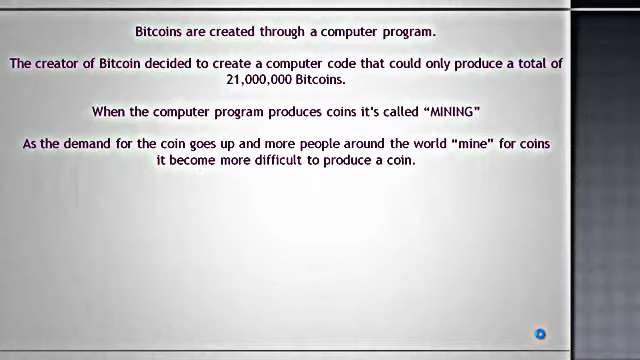 Bitcoins are created through a computer program.
The creator of Bitcoin decided to create a computer code that could only produce a total of
21,000,000 Bitcoins.
When the computer program produces coins it’s called “MINING”
As the demand for the coin goes up and more people around the world “mine” for coins
it become more difficult to produce a coin.